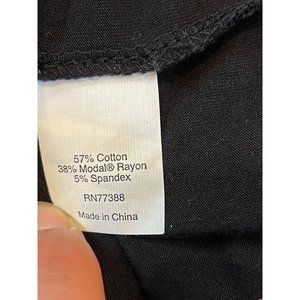 57% Cotton
38% Modal® Rayon
5% Spandex
RN77388
Made in China